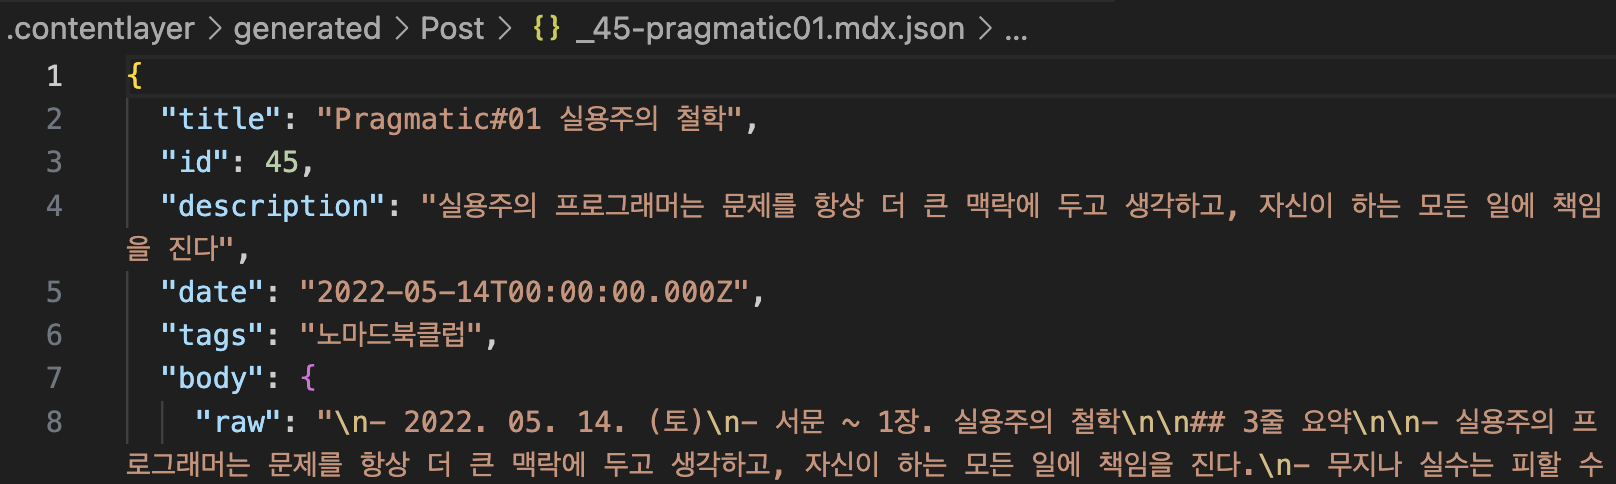 .contentlayer > generated > Post > {} _45-pragmatic01.mdx.json > ...
1 {
2 "title": "Pragmatic#01 실용주의 철학",
3 "id": 45,
4 "description": "실용주의 프로그래머는 문제를 항상 더 큰 맥락에 두고 생각하고, 자신이 하는 모든 일에 책임
을 진다",
5 "date": "2022-05-14T00:00:00.000Z",
6 "tags": "노마드북클럽",
7 "body": {
8 "raw": "\n- 2022. 05. 14. (토)\n- 서문 ~ 1장. 실용주의 철학\n\n## 3줄 요약\n\n- 실용주의 프
로그래머는 문제를 항상 더 큰 맥락에 두고 생각하고, 자신이 하는 모든 일에 책임을 진다.\n- 무지나 실수는 피할 수